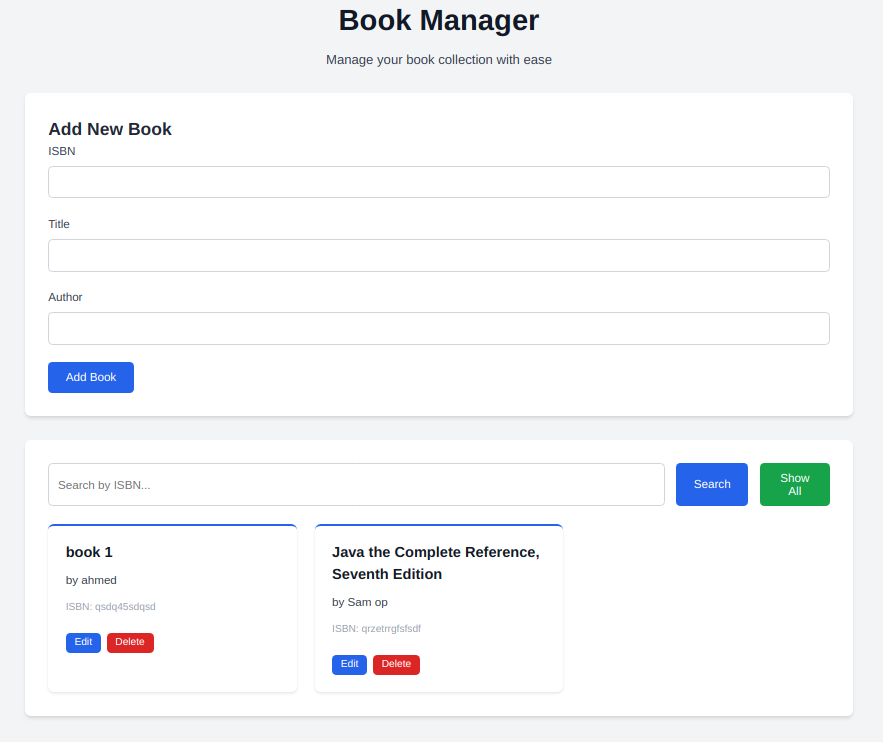 Book Manager
Manage your book collection with ease
Add New Book
ISBN
Title
Author
Add Book
Search by ISBN...
Search
Show
All
book 1
by ahmed
ISBN: qsdq45sdqsd
Edit
Delete
Java the Complete Reference,
Seventh Edition
by Sam op
ISBN: qrzetrrgfsfsdf
Edit
Delete